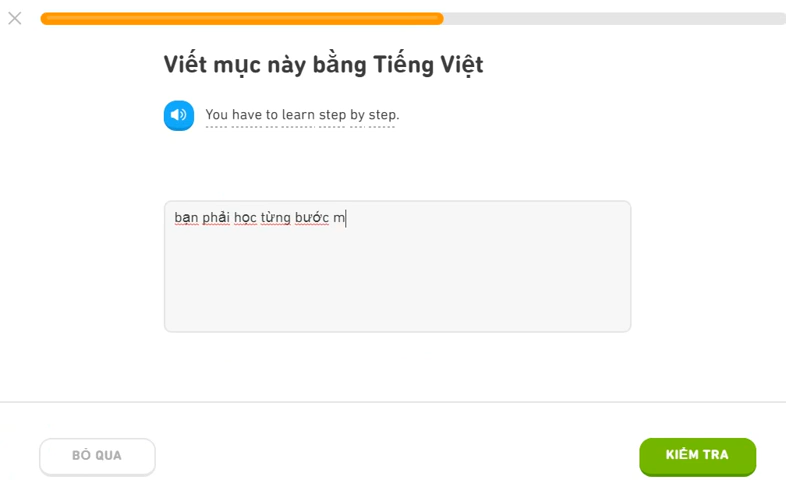 Viết mục này bằng Tiếng Việt
You have to learn step by step.
bạn phải học từng bước m
BỎ QUA
KIỂM TRA